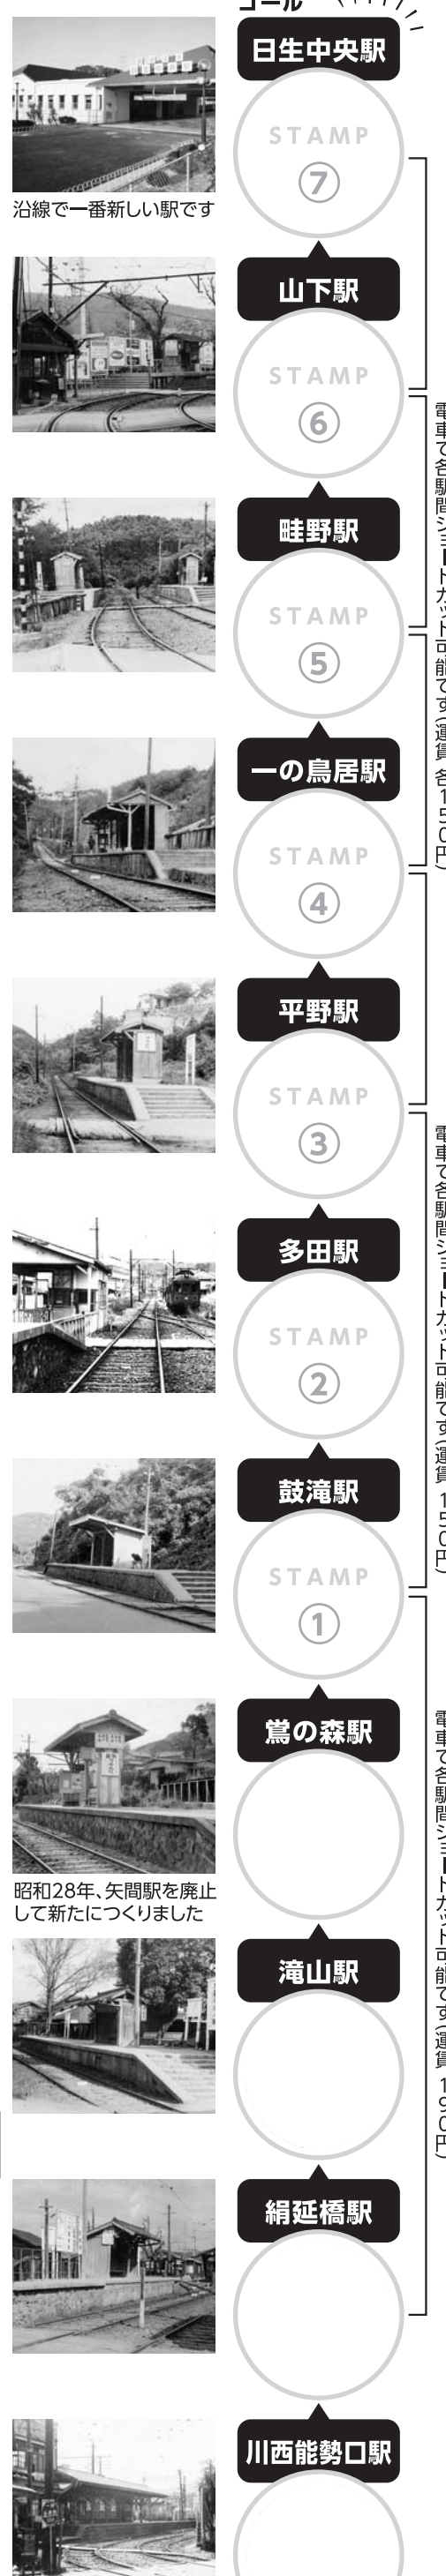 ゴール
日生中央駅
STAMP
⑦
沿線で一番新しい駅です
山下駅
STAMP
⑥
畦野駅
STAMP
⑤
電車で各駅間ショートカット可能です(運賃 各150円)
一の鳥居駅
STAMP
④
平野駅
STAMP
③
多田駅
STAMP
②
電車で各駅間ショートカット可能です(運賃 150円)
鼓滝駅
STAMP
①
鴬の森駅
昭和28年、矢間駅を廃止
して新たにつくりました
滝山駅
電車で各駅間ショートカット可能です(運賃 190円)
絹延橋駅
川西能勢口駅